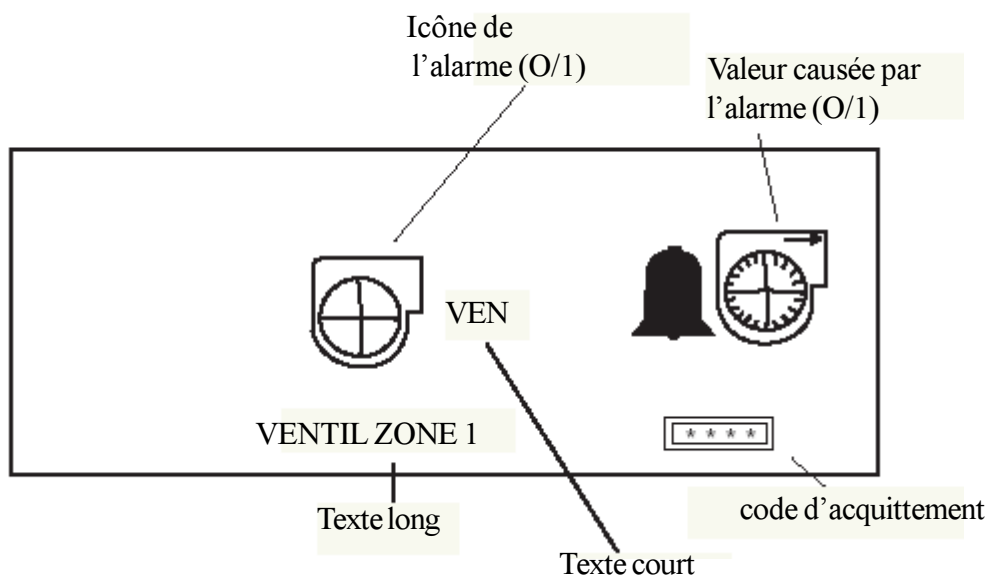 Icône de
l’alarme (O/1)
Valeur causée par
l’alarme (O/1)
VEN
VENTIL ZONE 1
* * * *
Texte long
code d’acquittement
Texte court